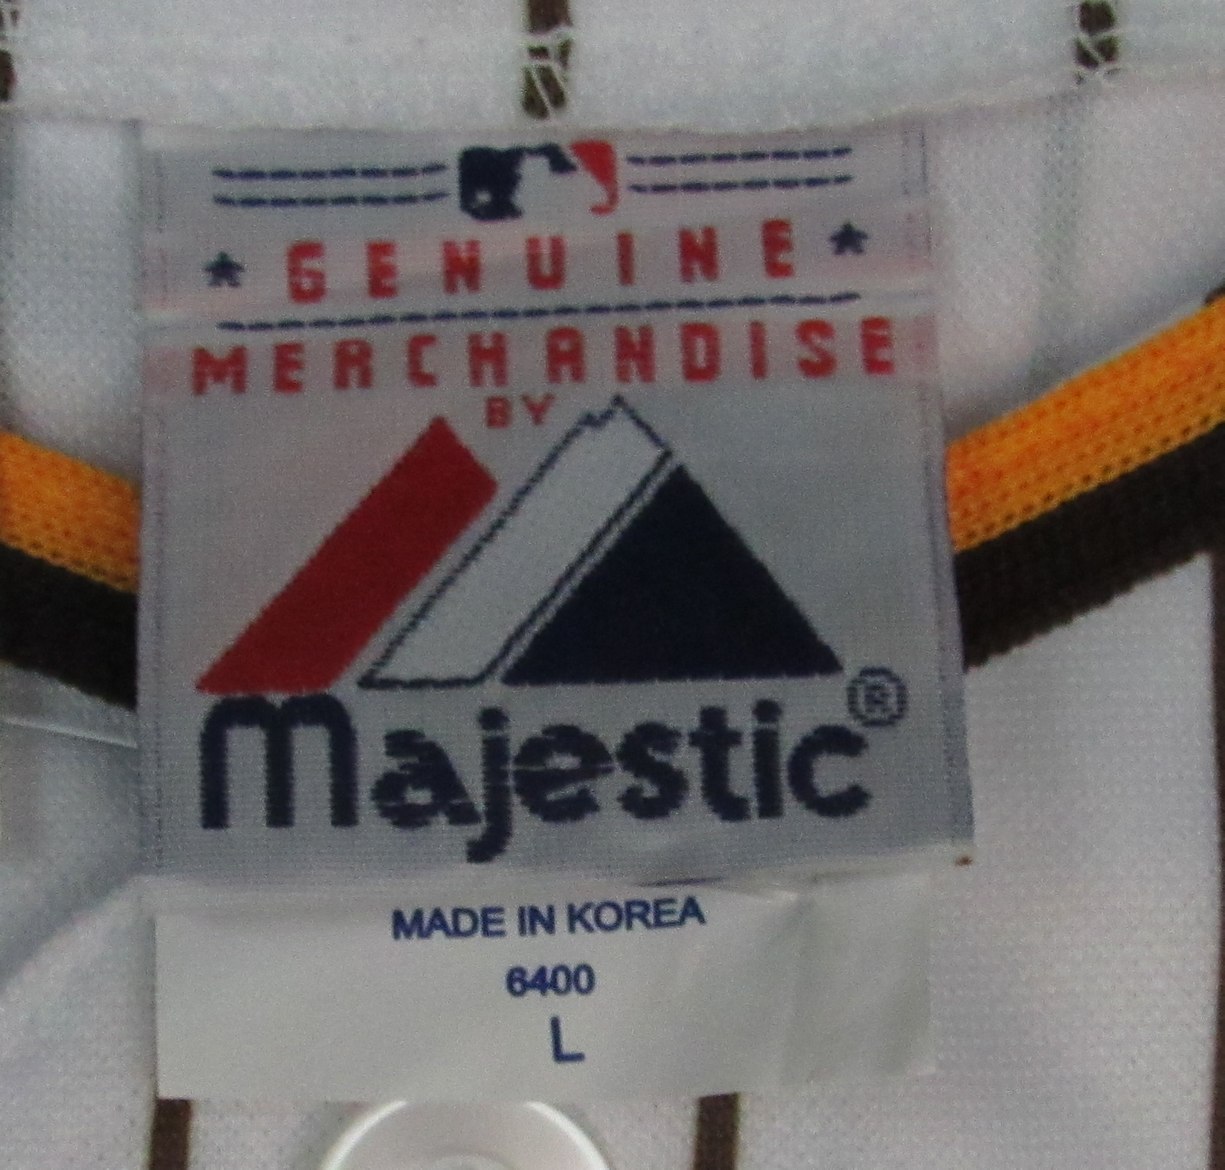 GENUINE
MERCHANDISE
BY
Majestic®
MADE IN KOREA
6400
L